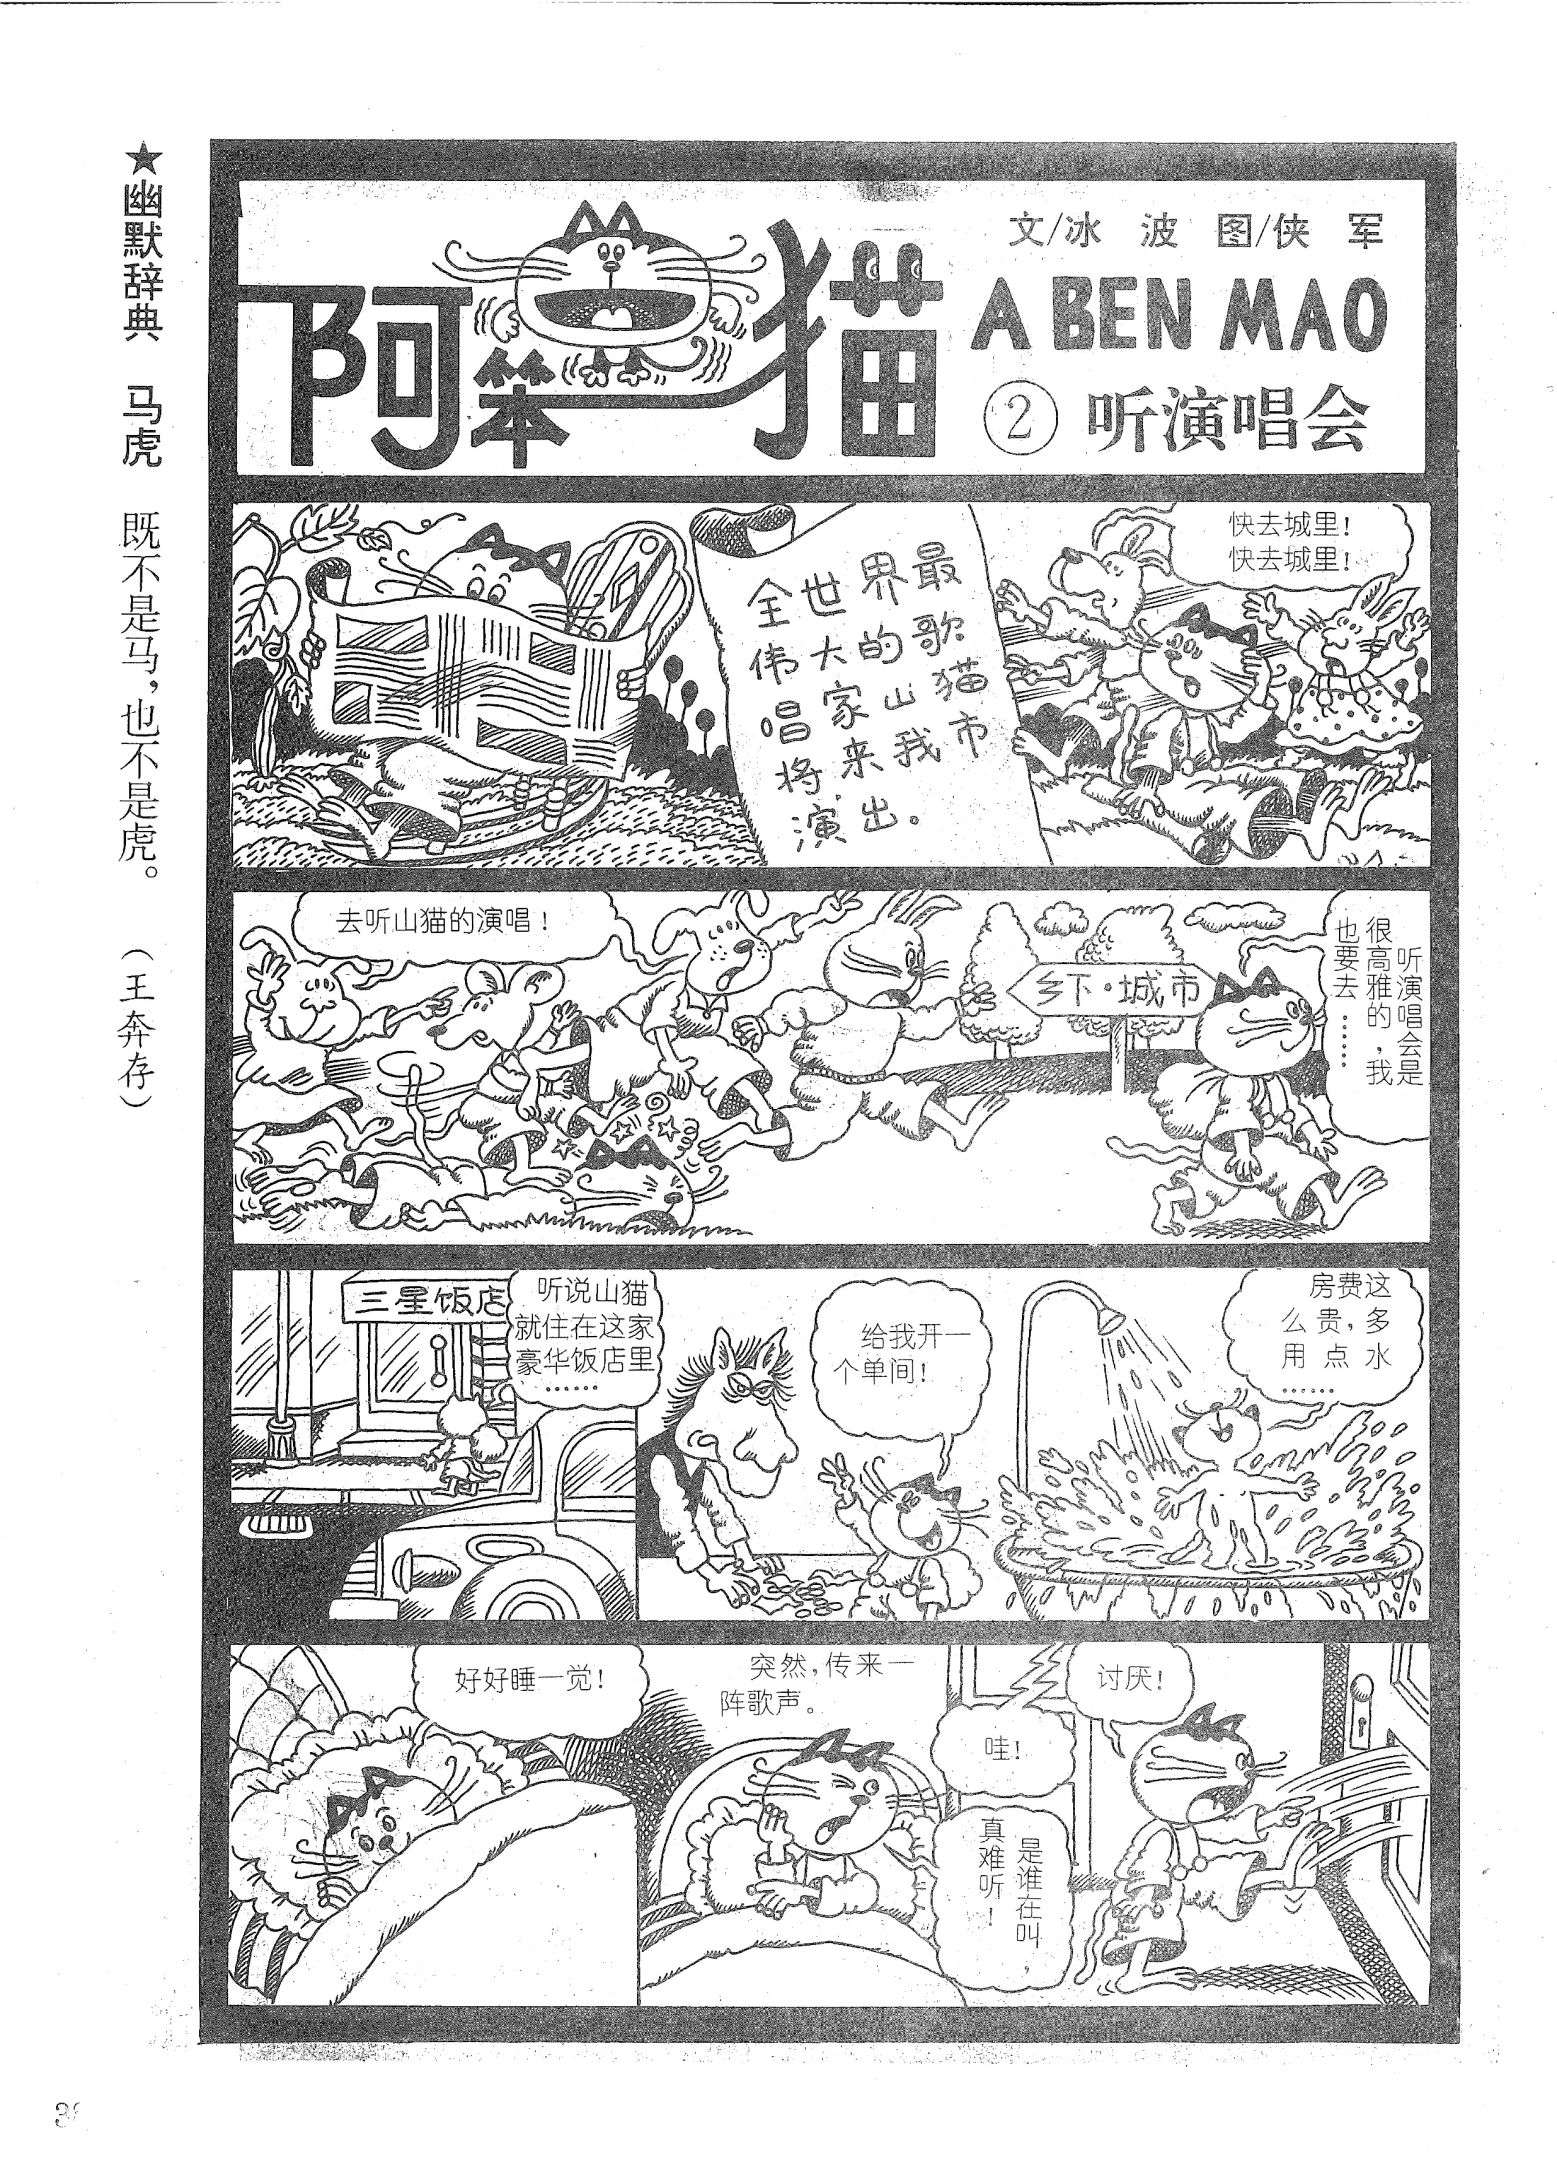 ★幽默辞典 马虎 既不是马，也不是虎。 （王奔存）
阿笨猫
文/冰 波 图/侠 军
A BEN MAO
② 听演唱会
全世界最
伟大的歌
唱家山猫
将来我市
演出。
快去城里！
快去城里！
去听山猫的演唱！
乡下·城市
听演唱会是
很高雅的，我
也要去……
三星饭店
听说山猫
就住在这家
豪华饭店里
……
给我开一
个单间！
房费这
么贵，多
用点水
……
好好睡一觉！
突然，传来一
阵歌声。
哇！
是谁在叫，
真难听！
讨厌！